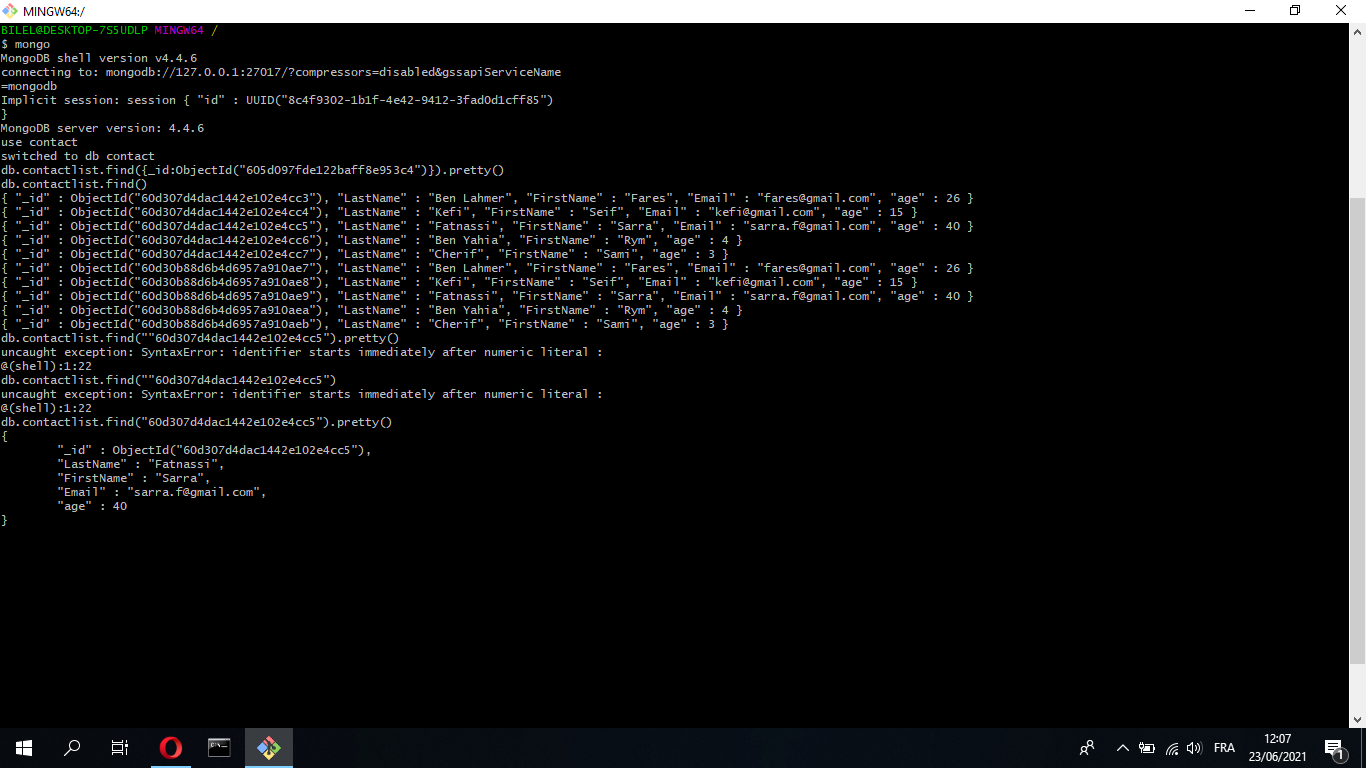 MINGW64:/
BILEL@DESKTOP-7S5UDLP MINGW64 /
$ mongo
MongoDB shell version v4.4.6
connecting to: mongodb://127.0.0.1:27017/?compressors=disabled&gssapiServiceName
=mongodb
Implicit session: session { "id" : UUID("8c4f9302-1b1f-4e42-9412-3fad0d1cff85")
}
MongoDB server version: 4.4.6
use contact
switched to db contact
db.contactlist.find({_id:ObjectId("605d097fde122baff8e953c4")}).pretty()
db.contactlist.find()
{ "_id" : ObjectId("60d307d4dac1442e102e4cc3"), "LastName" : "Ben Lahmer", "FirstName" : "Fares", "Email" : "fares@gmail.com", "age" : 26 }
{ "_id" : ObjectId("60d307d4dac1442e102e4cc4"), "LastName" : "Kefi", "FirstName" : "Seif", "Email" : "kefi@gmail.com", "age" : 15 }
{ "_id" : ObjectId("60d307d4dac1442e102e4cc5"), "LastName" : "Fatnassi", "FirstName" : "Sarra", "Email" : "sarra.f@gmail.com", "age" : 40 }
{ "_id" : ObjectId("60d307d4dac1442e102e4cc6"), "LastName" : "Ben Yahia", "FirstName" : "Rym", "age" : 4 }
{ "_id" : ObjectId("60d307d4dac1442e102e4cc7"), "LastName" : "Cherif", "FirstName" : "Sami", "age" : 3 }
{ "_id" : ObjectId("60d30b88d6b4d6957a910ae7"), "LastName" : "Ben Lahmer", "FirstName" : "Fares", "Email" : "fares@gmail.com", "age" : 26 }
{ "_id" : ObjectId("60d30b88d6b4d6957a910ae8"), "LastName" : "Kefi", "FirstName" : "Seif", "Email" : "kefi@gmail.com", "age" : 15 }
{ "_id" : ObjectId("60d30b88d6b4d6957a910ae9"), "LastName" : "Fatnassi", "FirstName" : "Sarra", "Email" : "sarra.f@gmail.com", "age" : 40 }
{ "_id" : ObjectId("60d30b88d6b4d6957a910aea"), "LastName" : "Ben Yahia", "FirstName" : "Rym", "age" : 4 }
{ "_id" : ObjectId("60d30b88d6b4d6957a910aeb"), "LastName" : "Cherif", "FirstName" : "Sami", "age" : 3 }
db.contactlist.find(""60d307d4dac1442e102e4cc5").pretty()
uncaught exception: SyntaxError: identifier starts immediately after numeric literal :
@(shell):1:22
db.contactlist.find(""60d307d4dac1442e102e4cc5")
uncaught exception: SyntaxError: identifier starts immediately after numeric literal :
@(shell):1:22
db.contactlist.find("60d307d4dac1442e102e4cc5").pretty()
{
"_id" : ObjectId("60d307d4dac1442e102e4cc5"),
"LastName" : "Fatnassi",
"FirstName" : "Sarra",
"Email" : "sarra.f@gmail.com",
"age" : 40
}
FRA
12:07
23/06/2021
1